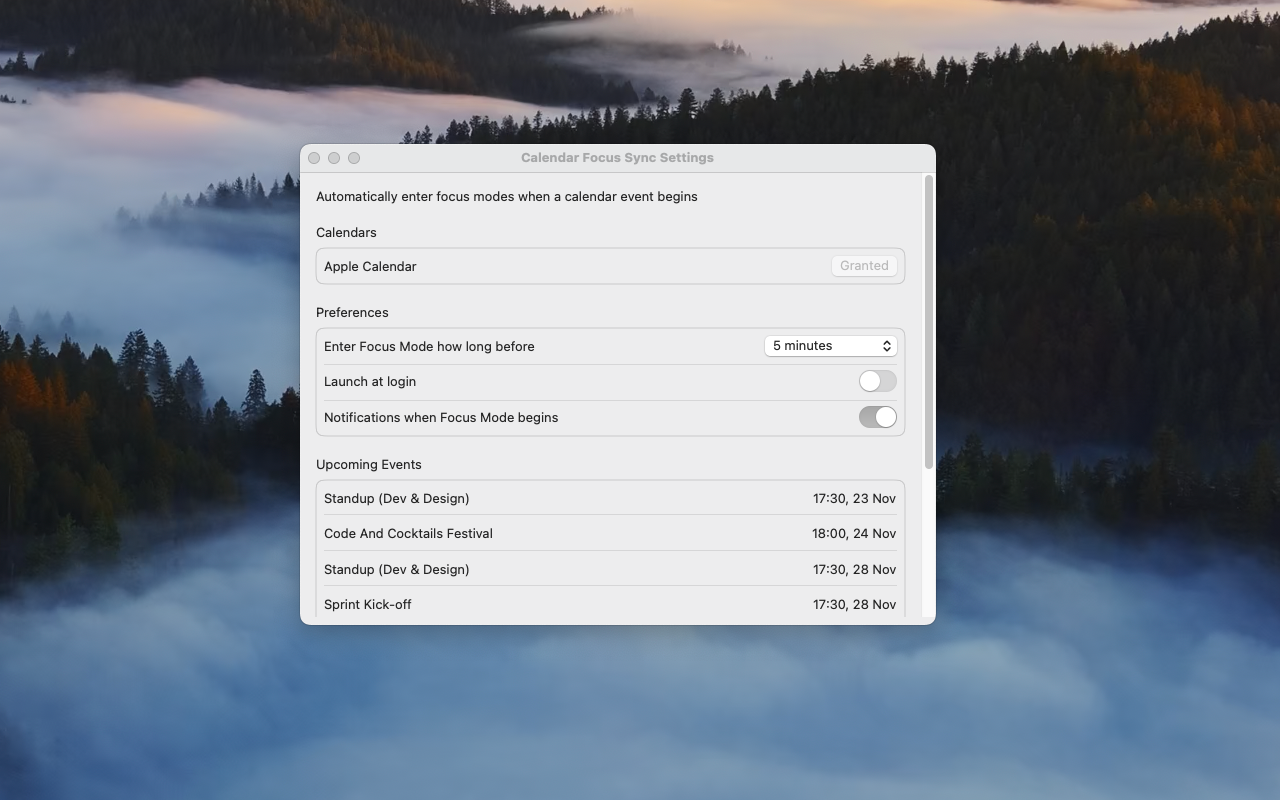 Calendar Focus Sync Settings
Automatically enter focus modes when a calendar event begins
Calendars
Apple Calendar Granted
Preferences
Enter Focus Mode how long before 5 minutes
Launch at login
Notifications when Focus Mode begins
Upcoming Events
Standup (Dev & Design) 17:30, 23 Nov
Code And Cocktails Festival 18:00, 24 Nov
Standup (Dev & Design) 17:30, 28 Nov
Sprint Kick-off 17:30, 28 Nov